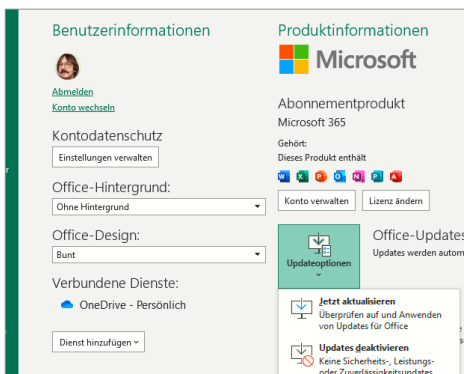 Benutzerinformationen
Abmelden
Konto wechseln
Kontodatenschutz
Einstellungen verwalten
Office-Hintergrund:
Ohne Hintergrund
Office-Design:
Bunt
Verbundene Dienste:
OneDrive - Persönlich
Dienst hinzufügen
Produktinformationen
Microsoft
Abonnementprodukt
Microsoft 365
Gehört:
Dieses Produkt enthält
Konto verwalten
Lizenz ändern
Updateoptionen
Office-Updates
Updates werden autom
Jetzt aktualisieren
Überprüfen auf und Anwenden
von Updates für Office
Updates deaktivieren
Keine Sicherheits-, Leistungs-
oder Zuverlässigkeitsupdates